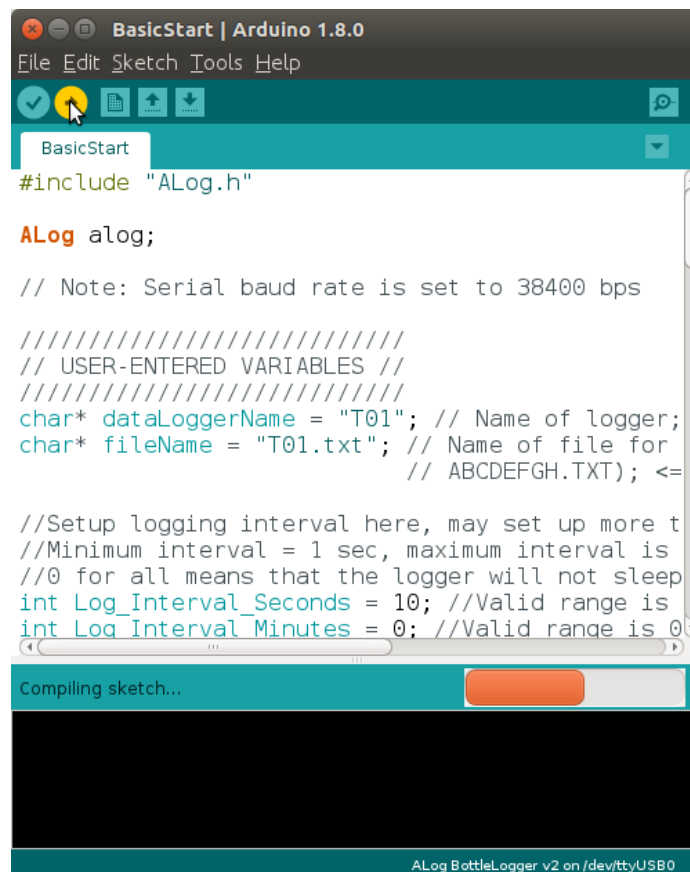 BasicStart | Arduino 1.8.0
File Edit Sketch Tools Help
BasicStart
#include "ALog.h"
ALog alog;
// Note: Serial baud rate is set to 38400 bps
////////////////////////////
// USER-ENTERED VARIABLES //
////////////////////////////
char* dataLoggerName = "T01"; // Name of logger;
char* fileName = "T01.txt"; // Name of file for
// ABCDEFGH.TXT); <=
//Setup logging interval here, may set up more t
//Minimum interval = 1 sec, maximum interval is
//0 for all means that the logger will not sleep
int Log_Interval_Seconds = 10; //Valid range is
int Log_Interval_Minutes = 0; //Valid range is 0
Compiling sketch...
ALog BottleLogger v2 on /dev/ttyUSB0